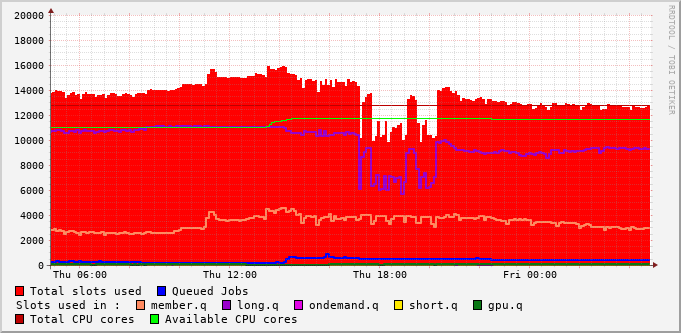 RRDTOOL / TOBI OETIKER
20000
18000
16000
14000
12000
10000
8000
6000
4000
2000
0
Thu 06:00 Thu 12:00 Thu 18:00 Fri 00:00
Total slots used Queued Jobs
Slots used in : member.q long.q ondemand.q short.q gpu.q
Total CPU cores Available CPU cores